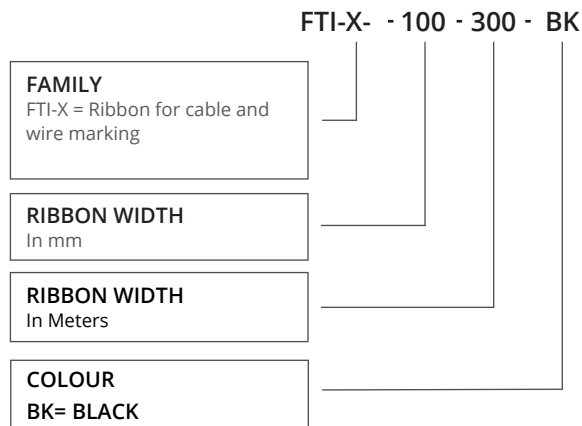 FTI-X- - 100 - 300 - BK
FAMILY
FTI-X = Ribbon for cable and
wire marking
RIBBON WIDTH
In mm
RIBBON WIDTH
In Meters
COLOUR
BK= BLACK